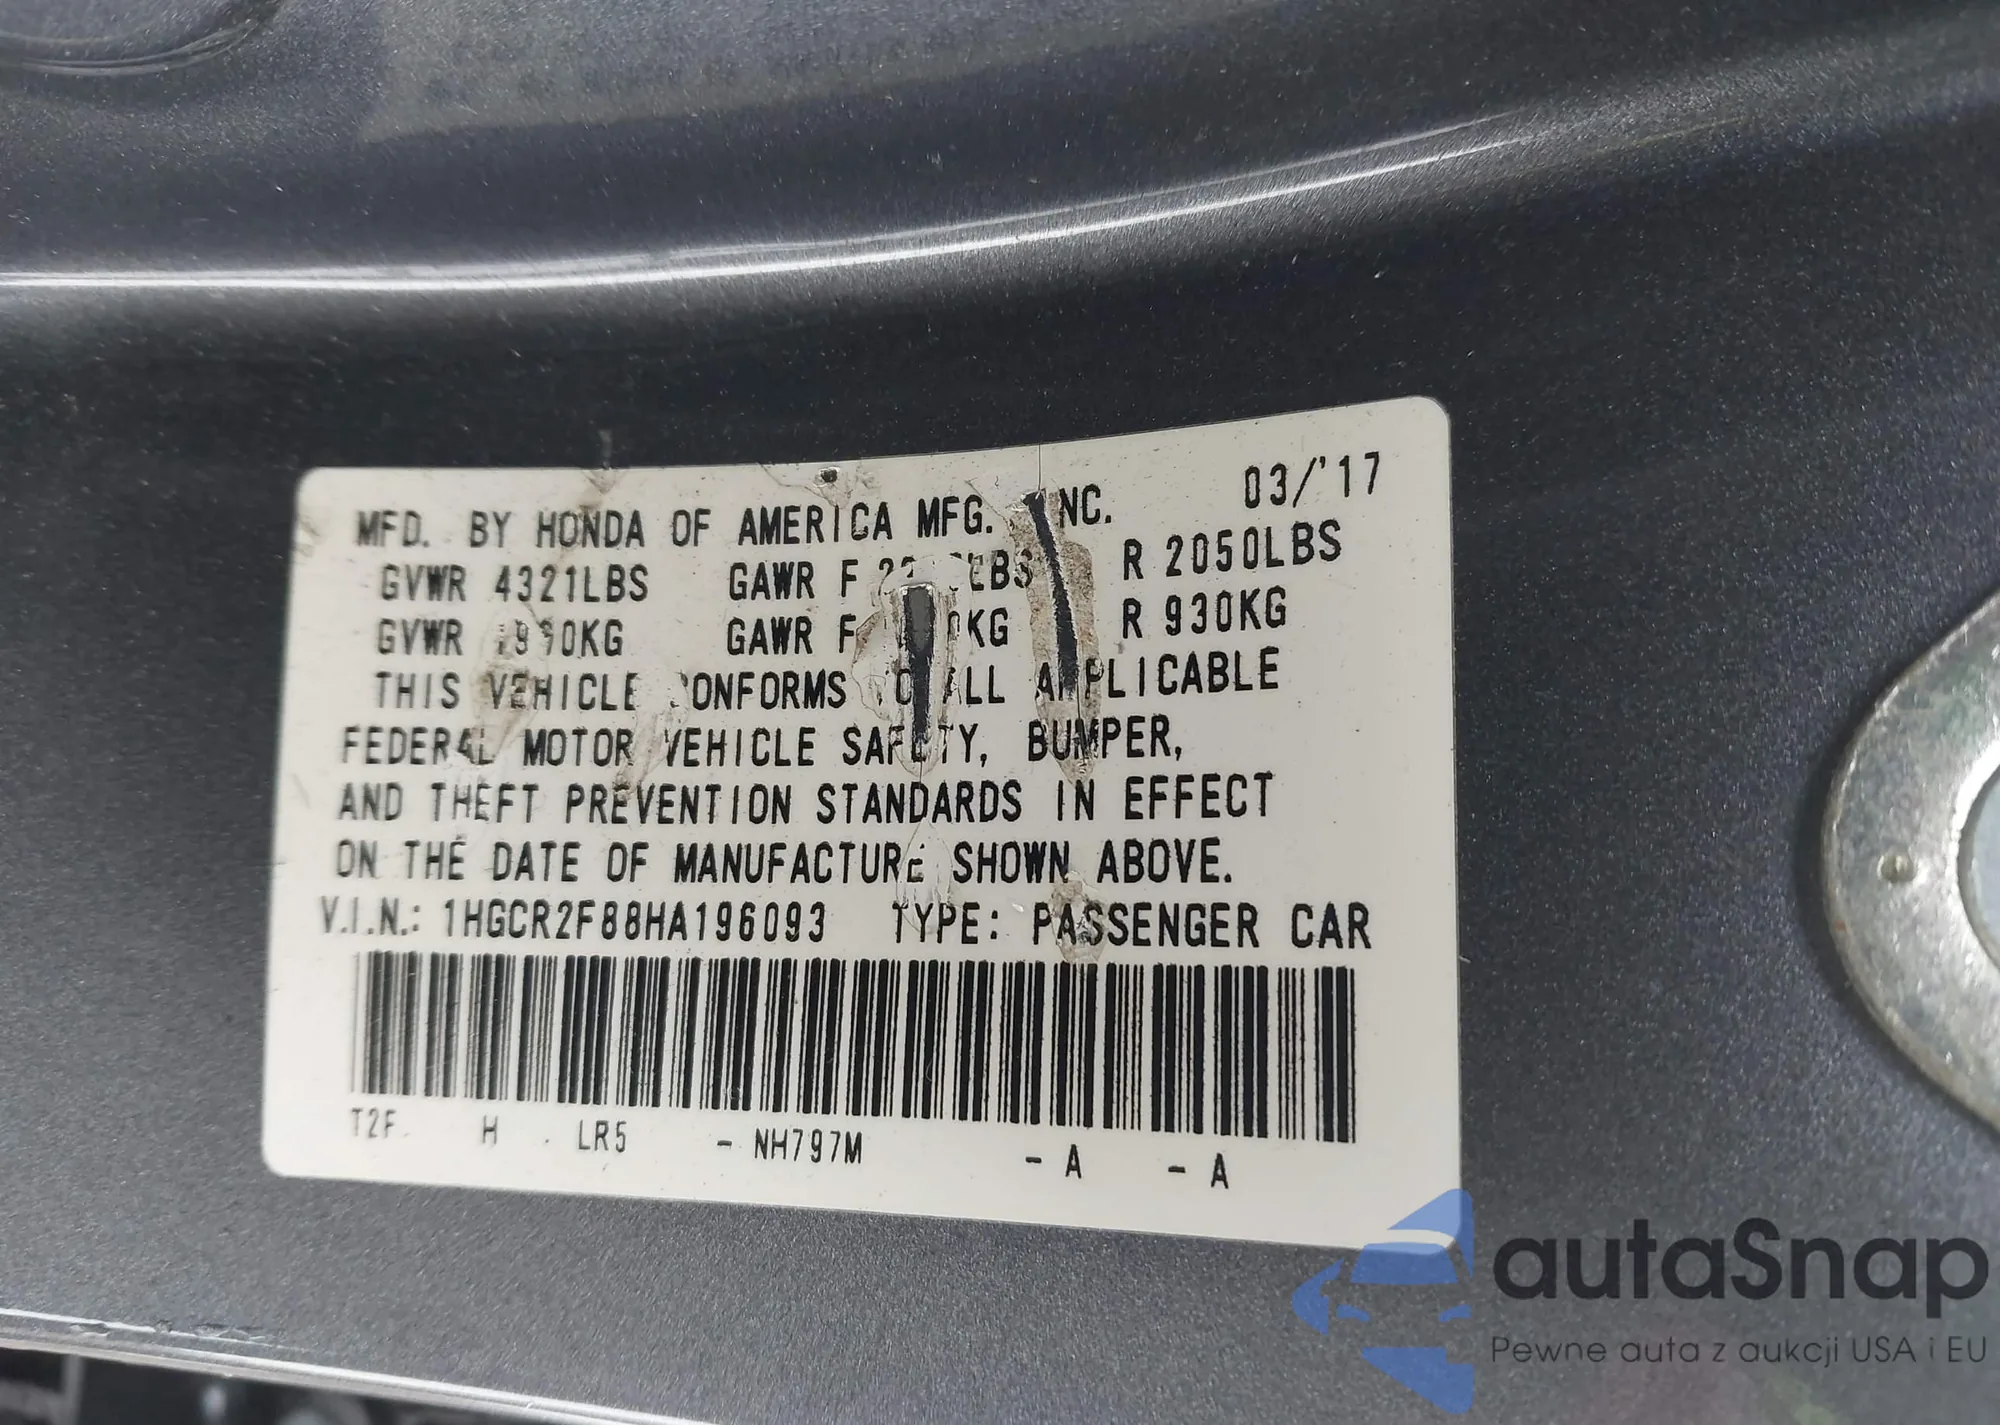 MFD. BY HONDA OF AMERICA MFG. INC. 03/'17
GVWR 4321LBS GAWR F R 2050LBS
GVWR GAWR F R 930KG
THIS VEHICLE CONFORMS TO ALL APPLICABLE
FEDERAL MOTOR VEHICLE SAFETY, BUMPER,
AND THEFT PREVENTION STANDARDS IN EFFECT
ON THE DATE OF MANUFACTURE SHOWN ABOVE.
V.I.N.: 1HGCR2F88HA196093 TYPE: PASSENGER CAR
T2F H LR5 - NH797M - A - A
autaSnap
Pewne auta z aukcji USA i EU